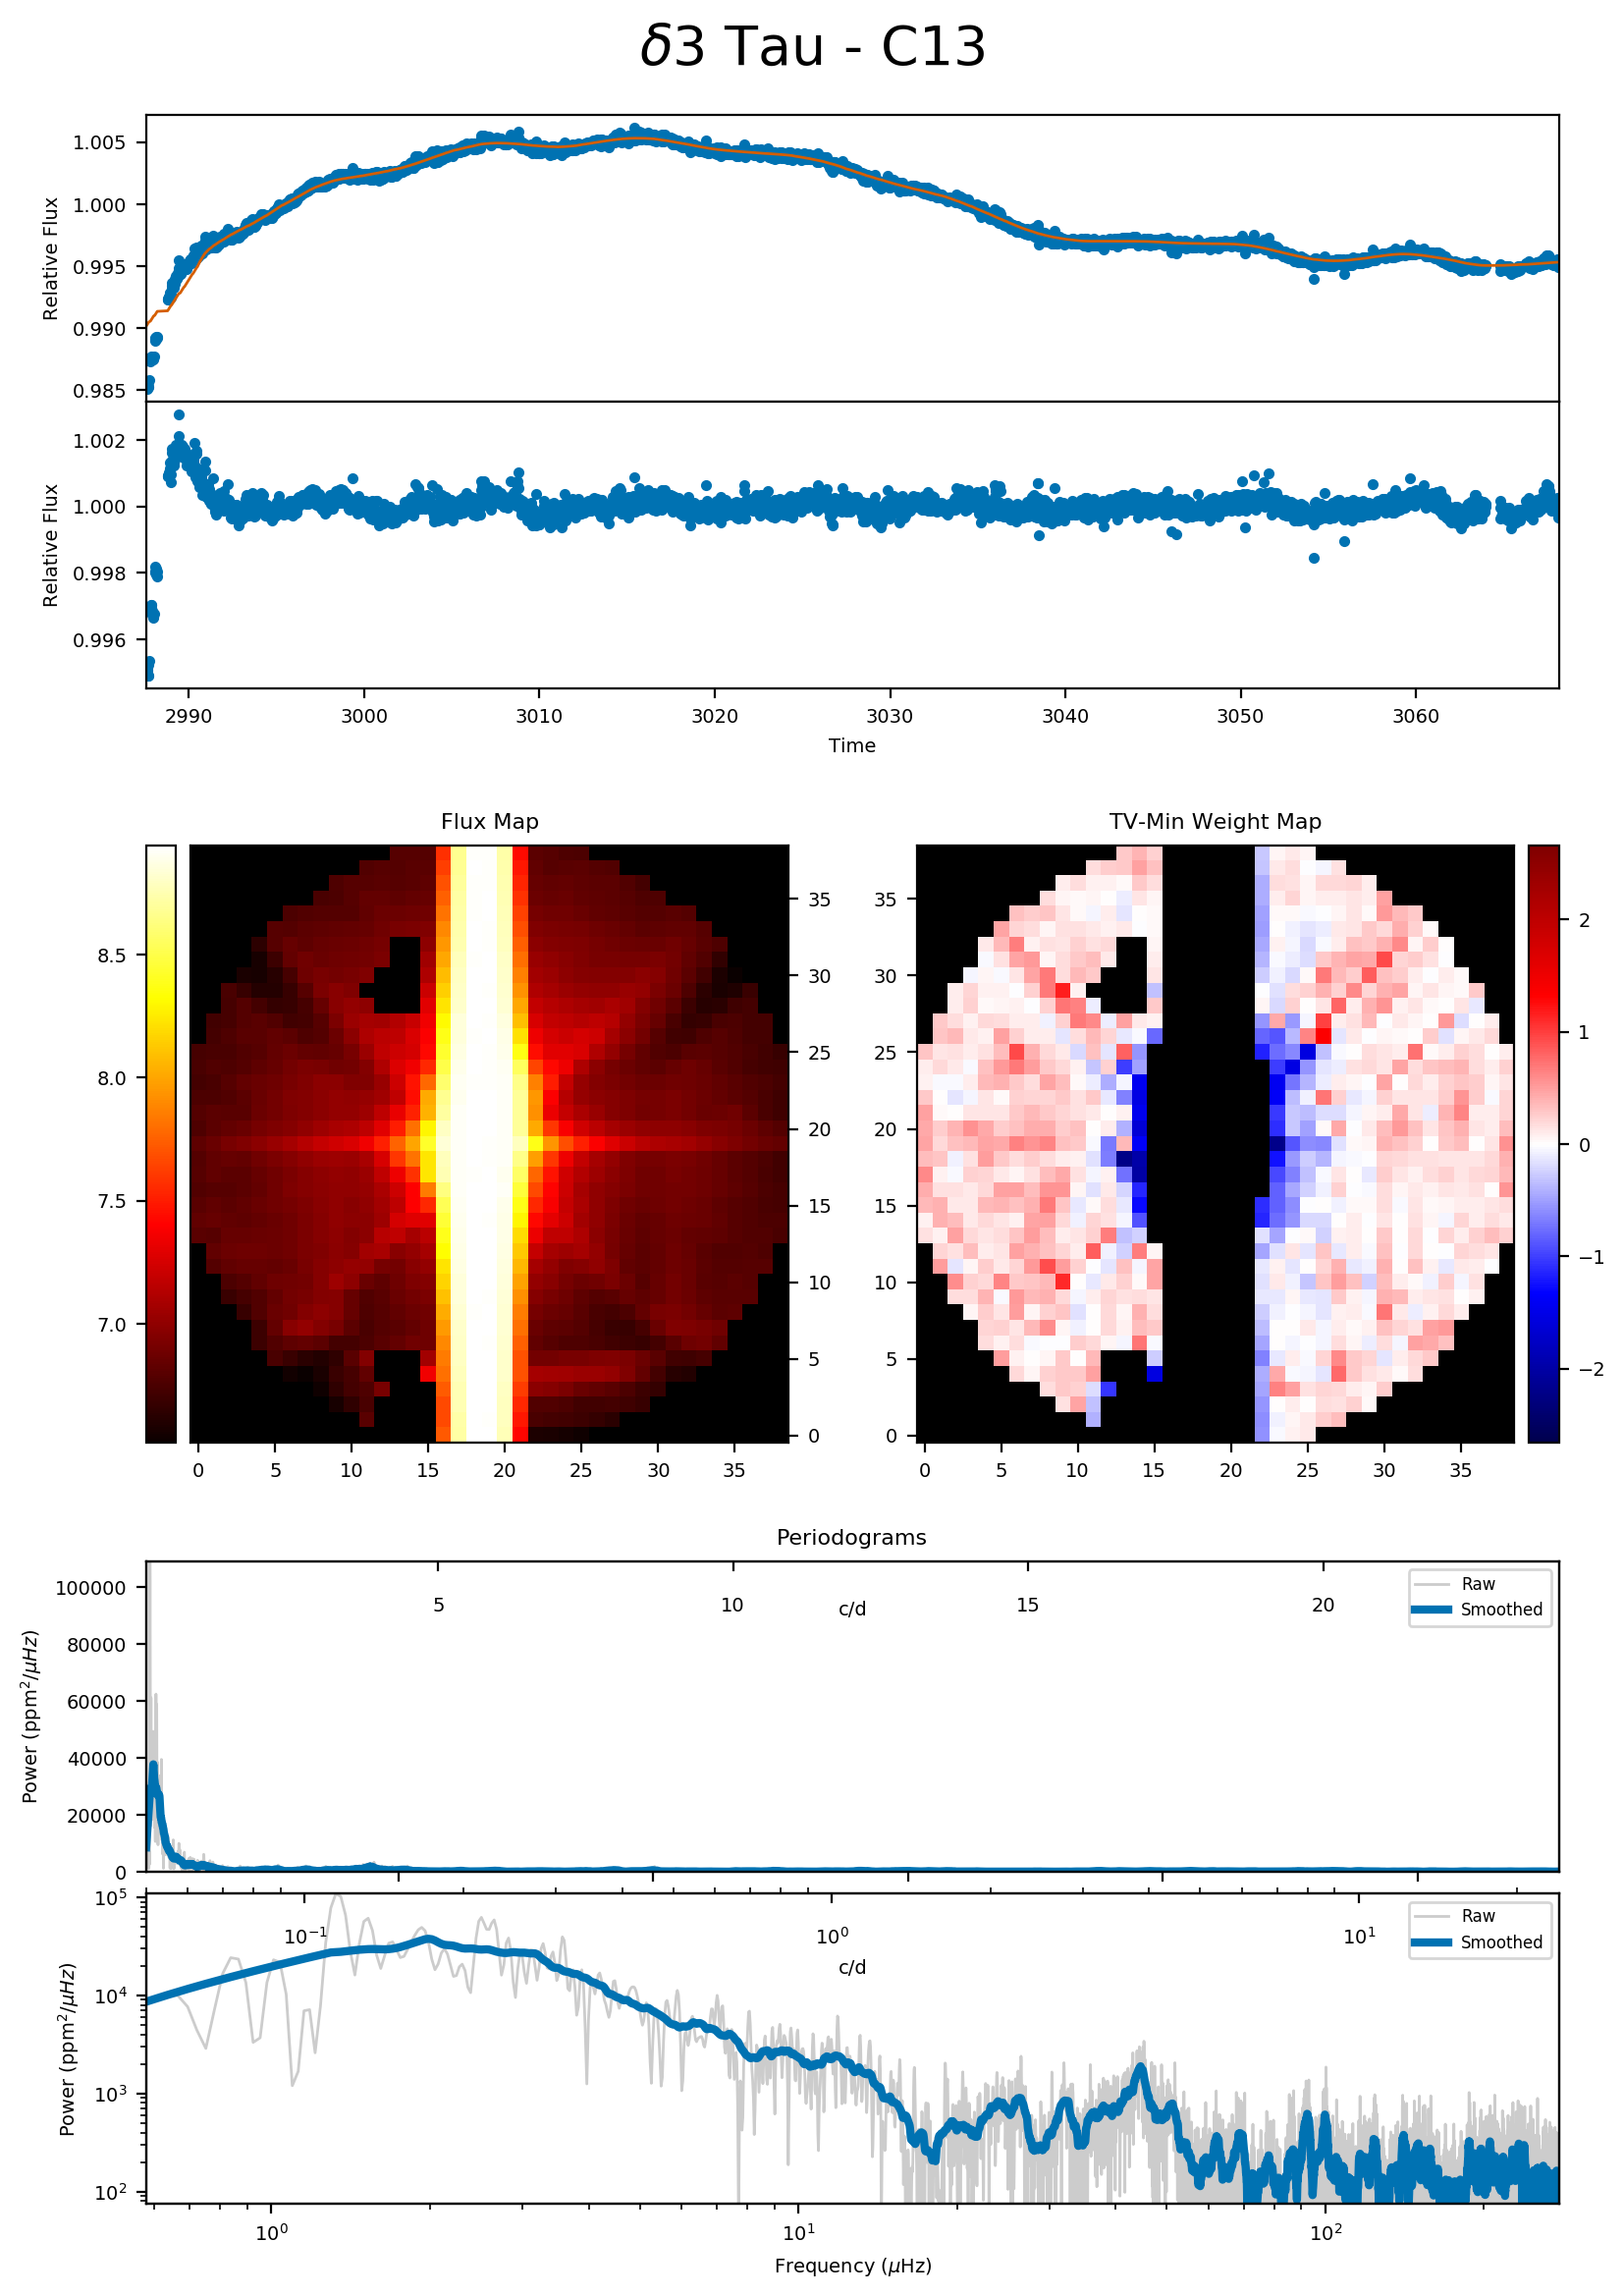 δ3 Tau - C13
1.005
1.000
0.995
0.990
0.985
Relative Flux
1.002
1.000
0.998
0.996
Relative Flux
2990 3000 3010 3020 3030 3040 3050 3060
Time
Flux Map
8.5
8.0
7.5
7.0
35
30
25
20
15
10
5
0
0 5 10 15 20 25 30 35
TV-Min Weight Map
35
30
25
20
15
10
5
0
0 5 10 15 20 25 30 35
2
1
0
−1
−2
Periodograms
100000
80000
60000
40000
20000
0
Power (ppm²/μHz)
5 10 15 20
c/d
Raw
Smoothed
10⁵
10⁴
10³
10²
Power (ppm²/μHz)
10⁻¹ 10⁰ 10¹
c/d
Raw
Smoothed
10⁰ 10¹ 10²
Frequency (μHz)